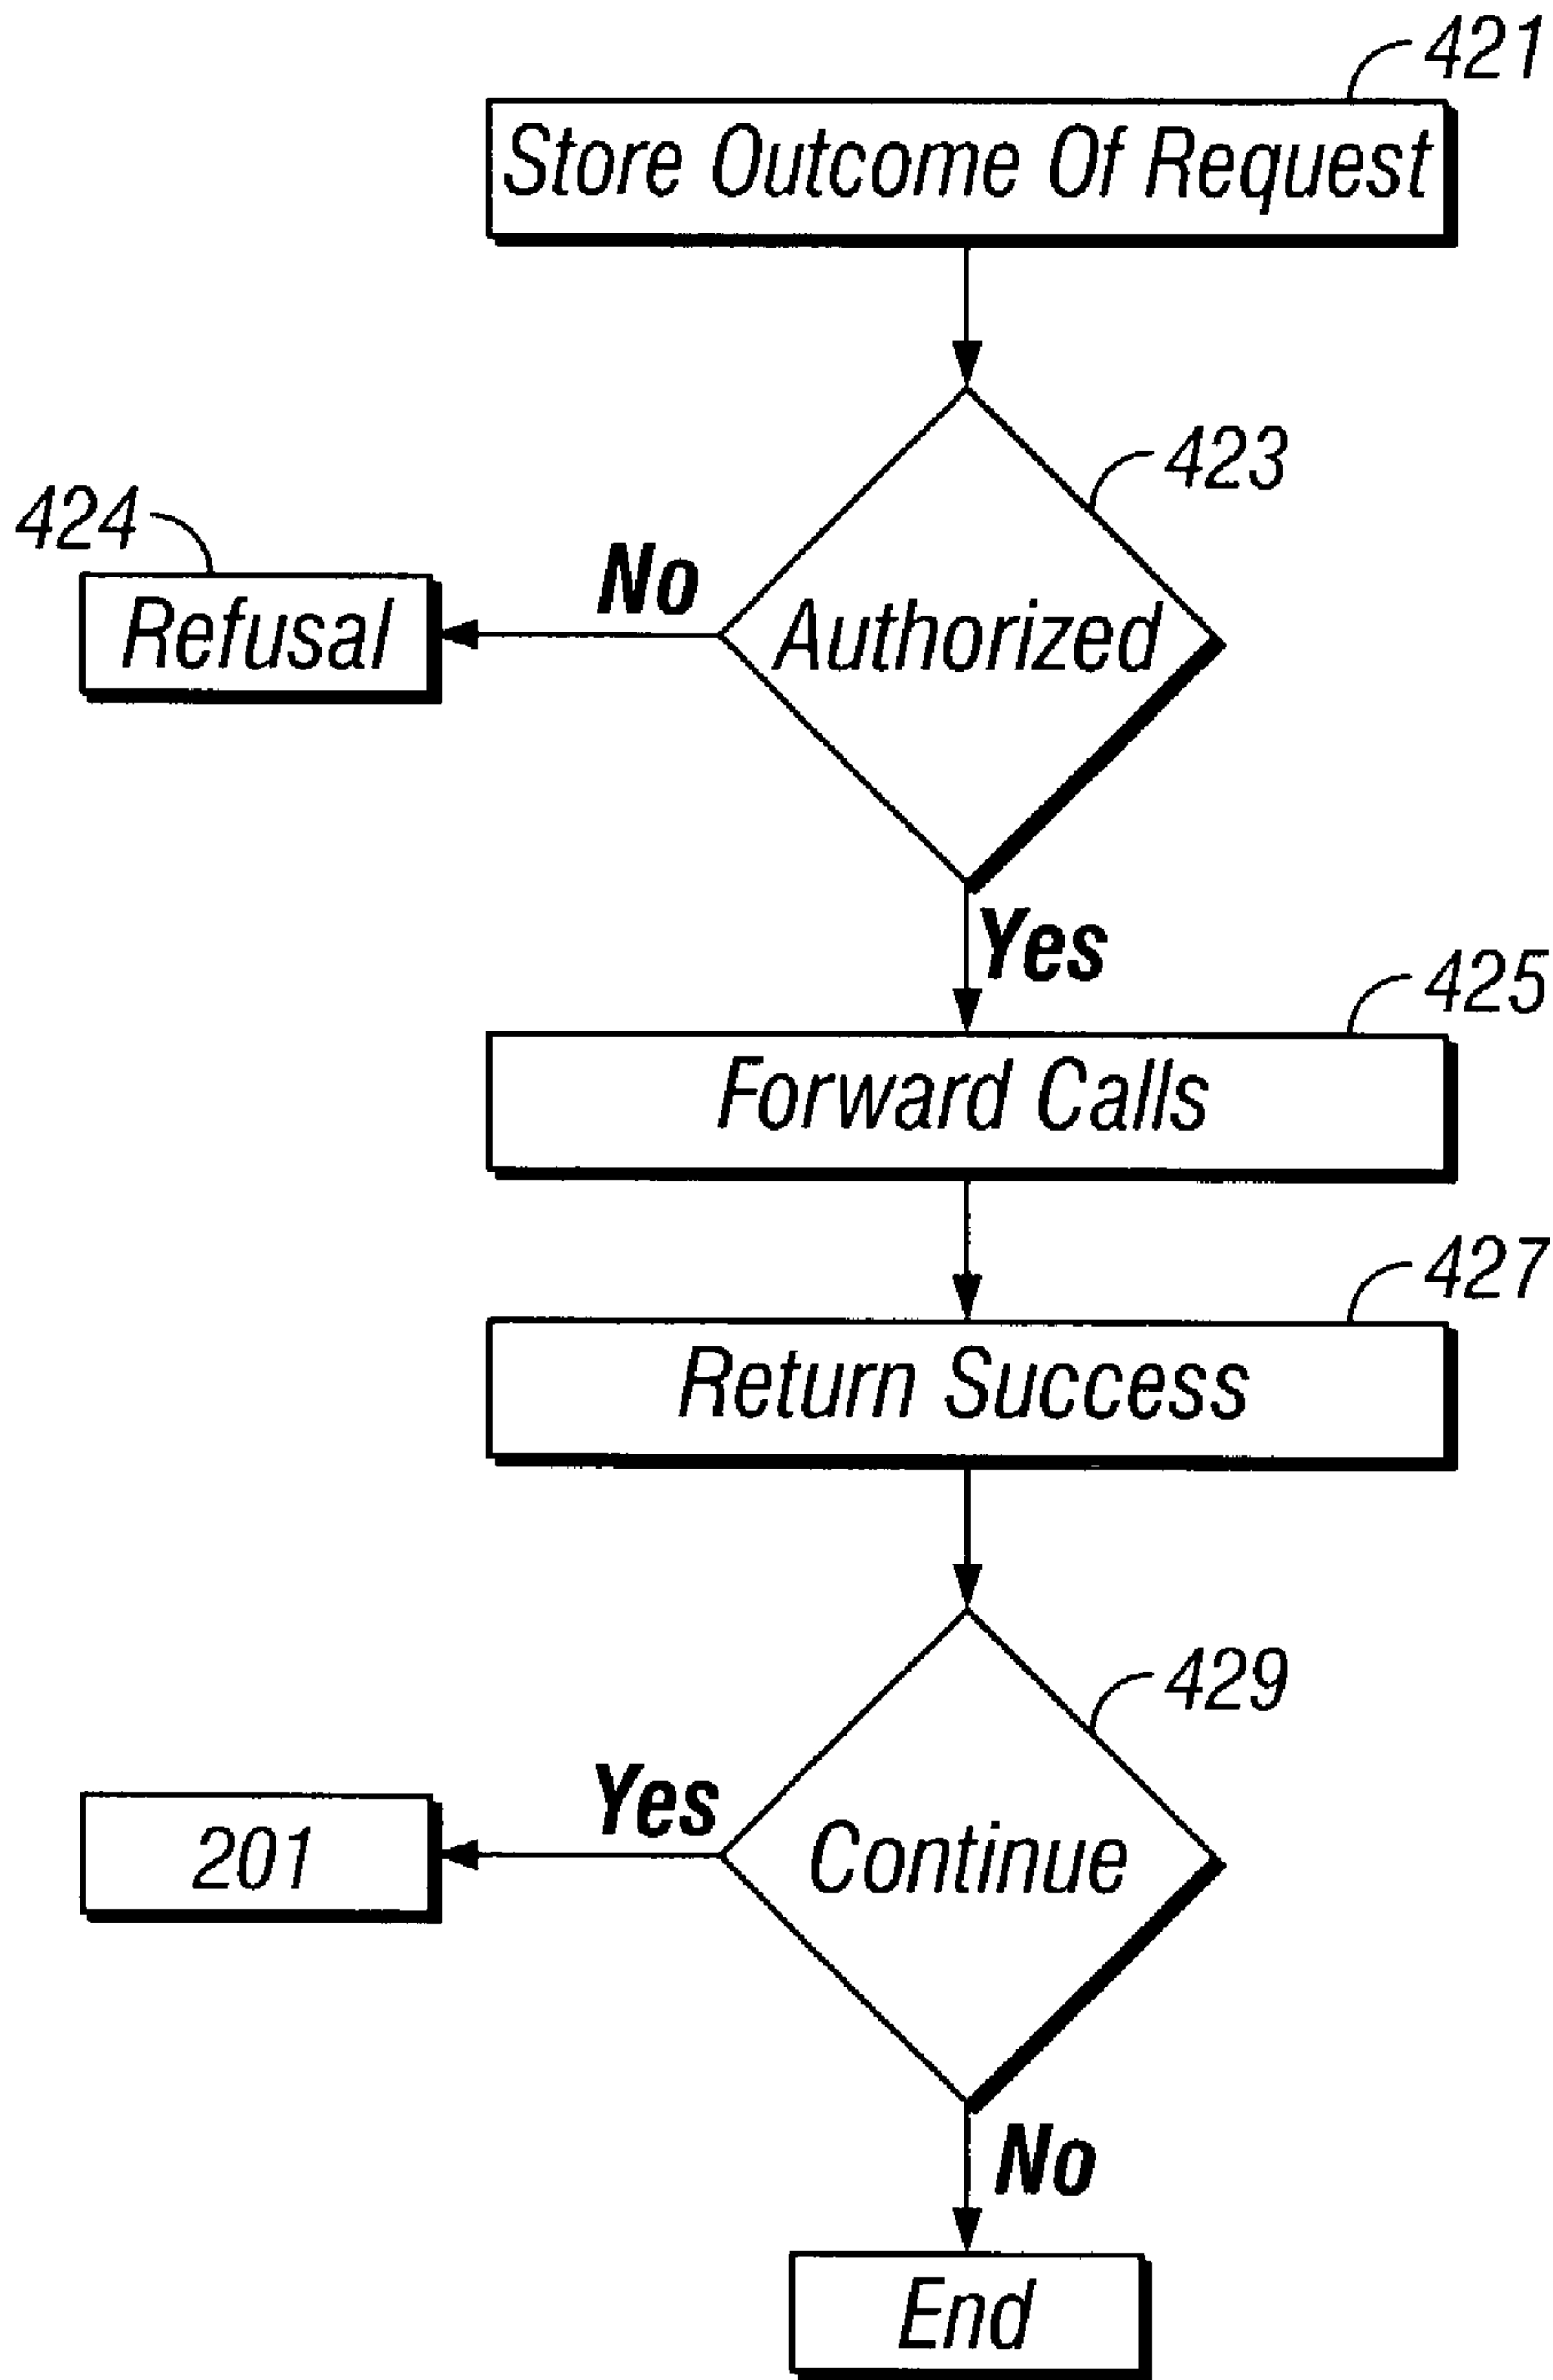 421
Store Outcome Of Request
423
424
No
Refusal
Authorized
Yes
425
Forward Calls
427
Return Success
429
Yes
201
Continue
No
End